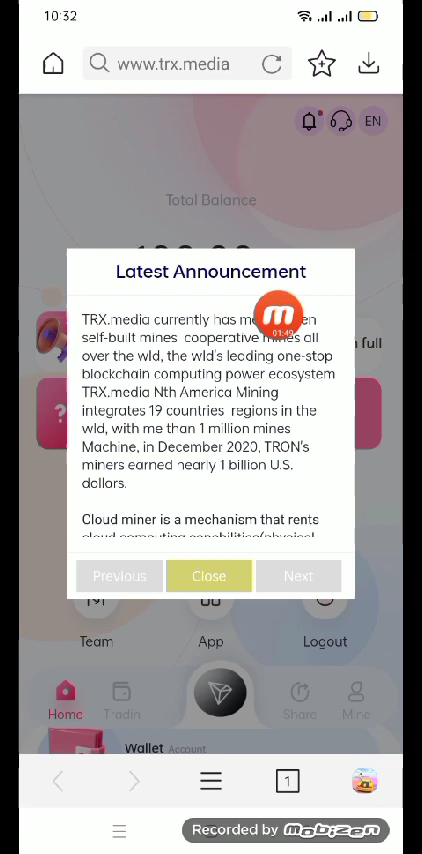 10:32
www.trx.media
EN
Total Balance
Latest Announcement
TRX.media currently has
self-built mines cooperative mines all
over the wld, the wld's leading one-stop
blockchain computing power ecosystem
TRX.media Nth America Mining
integrates 19 countries regions in the
wld, with me than 1 million mines
Machine, in December 2020, TRON's
miners earned nearly 1 billion U.S.
dollars.
Cloud miner is a mechanism that rents
01:49
full
?
Previous
Close
Next
Team
App
Logout
Home
Tradin
Share
Mine
Wallet Account
1
Recorded by Mobizen